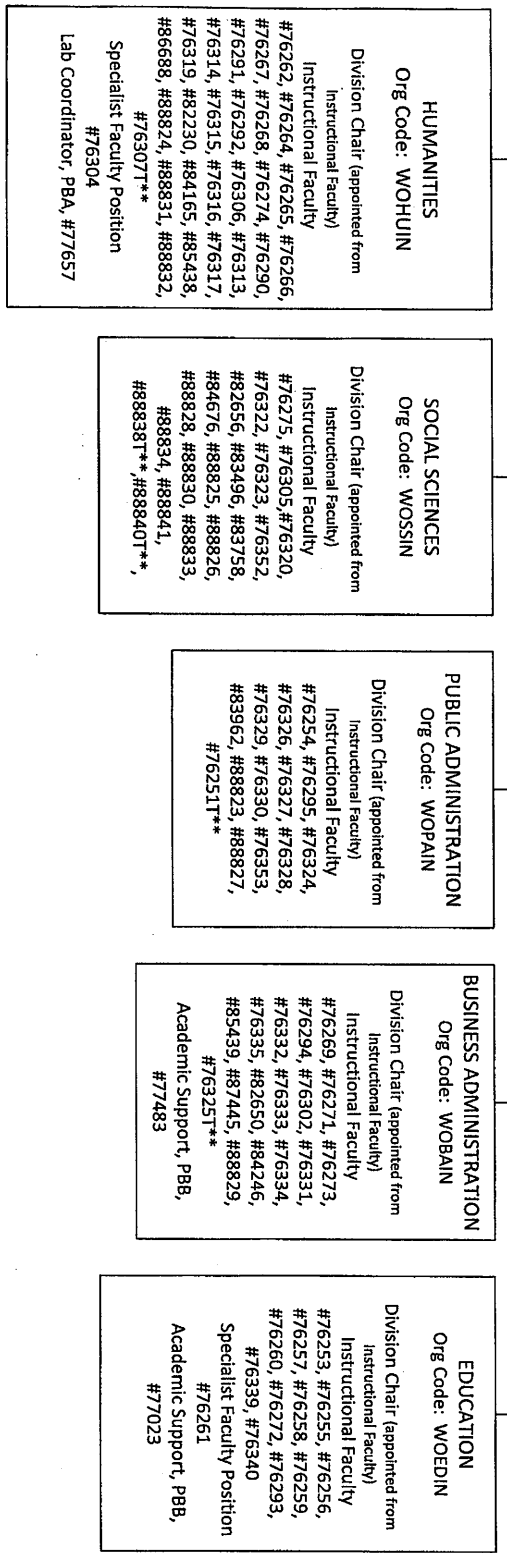 HUMANITIES
Org Code: WOHUIN
Division Chair (appointed from
Instructional Faculty)
Instructional Faculty
#76262, #76264, #76265, #76266,
#76267, #76268, #76274, #76290,
#76291, #76292, #76306, #76313,
#76314, #76315, #76316, #76317,
#76319, #82230, #84165, #85438,
#86688, #88824, #88831, #88832,
#76307T**
Specialist Faculty Position
#76304
Lab Coordinator, PBA, #77657
SOCIAL SCIENCES
Org Code: WOSSIN
Division Chair (appointed from
Instructional Faculty)
Instructional Faculty
#76275, #76305,#76320,
#76322, #76323, #76352,
#82656, #83496, #83758,
#84676, #88825, #88826,
#88828, #88830, #88833,
#88834, #88841,
#88838T**,#88840T**,
PUBLIC ADMINISTRATION
Org Code: WOPAIN
Division Chair (appointed from
Instructional Faculty)
Instructional Faculty
#76254, #76295, #76324,
#76326, #76327, #76328,
#76329, #76330, #76353,
#83962, #88823, #88827,
#76251T**
BUSINESS ADMINISTRATION
Org Code: WOBAIN
Division Chair (appointed from
Instructional Faculty)
Instructional Faculty
#76269, #76271, #76273,
#76294, #76302, #76331,
#76332, #76333, #76334,
#76335, #82650, #84246,
#85439, #87445, #88829,
#76325T**
Academic Support, PBB,
#77483
EDUCATION
Org Code: WOEDIN
Division Chair (appointed from
Instructional Faculty)
Instructional Faculty
#76253, #76255, #76256,
#76257, #76258, #76259,
#76260, #76272, #76293,
#76339, #76340
Specialist Faculty Position
#76261
Academic Support, PBB,
#77023